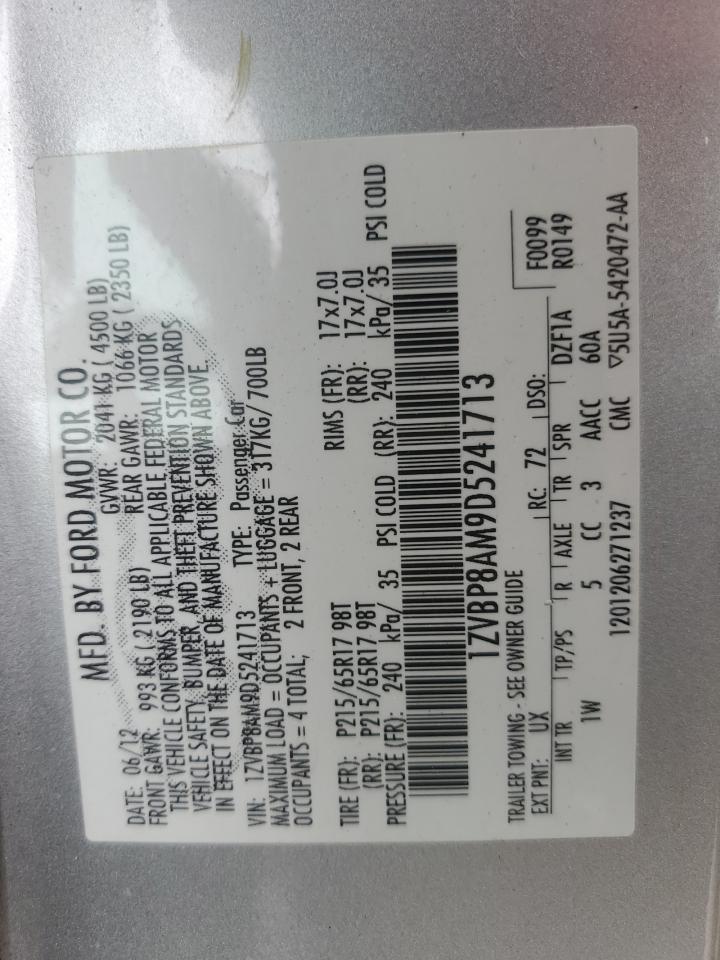 MFD. BY FORD MOTOR CO.
DATE: 06/12 GVWR: 2041 KG ( 4500 LB)
FRONT GAWR: 993 KG ( 2190 LB) REAR GAWR: 1066 KG ( 2350 LB)
THIS VEHICLE CONFORMS TO ALL APPLICABLE FEDERAL MOTOR
VEHICLE SAFETY, BUMPER, AND THEFT PREVENTION STANDARDS
IN EFFECT ON THE DATE OF MANUFACTURE SHOWN ABOVE.
VIN: 1ZVBP8AM9D5241713 TYPE: Passenger Car
MAXIMUM LOAD = OCCUPANTS + LUGGAGE = 317KG/ 700LB
OCCUPANTS = 4 TOTAL; 2 FRONT, 2 REAR
TIRE (FR): P215/65R17 98T RIMS (FR): 17x7.0J
(RR): P215/65R17 98T (RR): 17x7.0J
PRESSURE (FR): 240 kPa/ 35 PSI COLD (RR): 240 kPa/ 35 PSI COLD
1ZVBP8AM9D5241713
TRAILER TOWING - SEE OWNER GUIDE F0099
EXT PNT: UX RC: 72 DSO: R0149
INT TR TP/PS R AXLE TR SPR DZF1A
1W 5 CC 3 AACC 60A
1201206271237 CMC ▽5U5A-5420472-AA